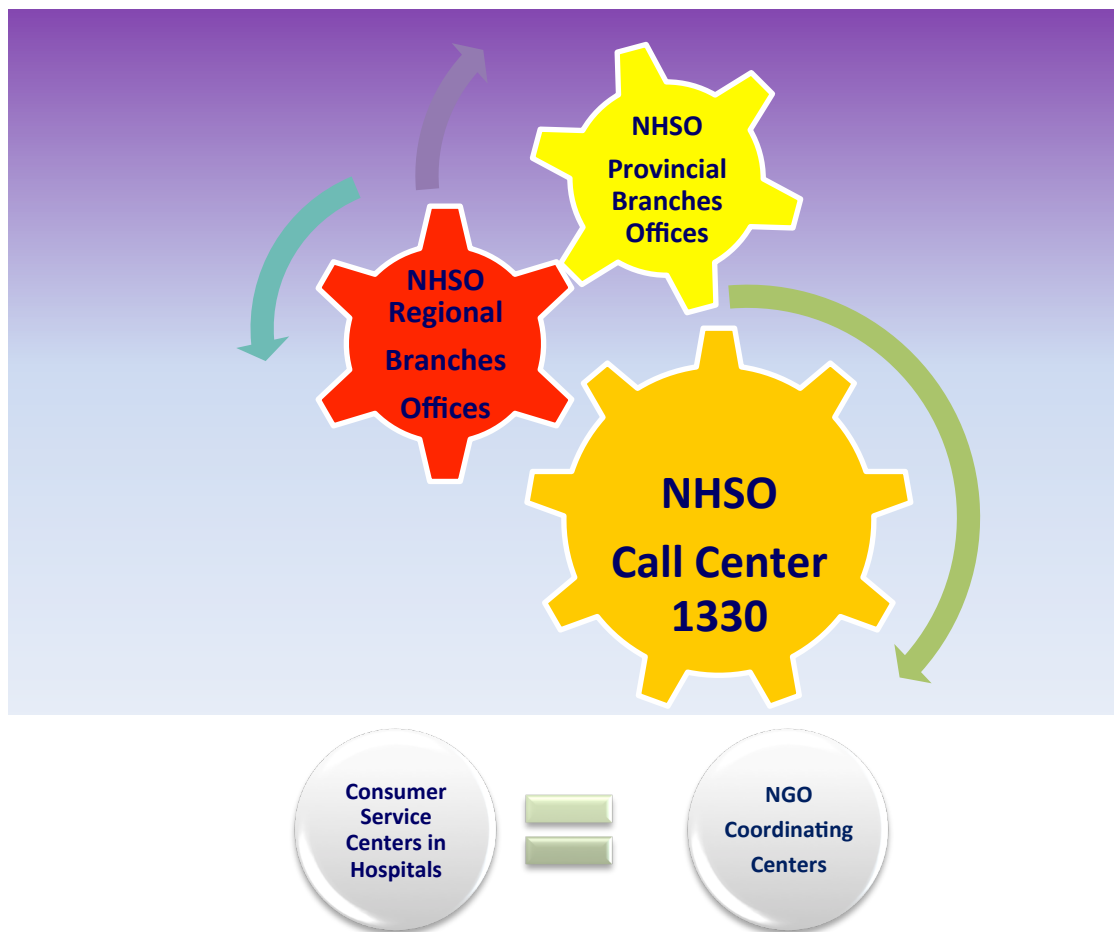 NHSO
Provincial
Branches
Offices
NHSO
Regional
Branches
Offices
NHSO
Call Center
1330
Consumer
Service
Centers in
Hospitals
NGO
Coordinating
Centers